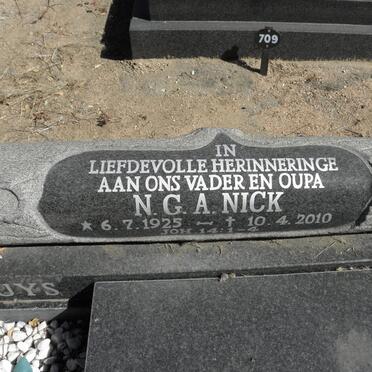 709
IN
LIEFDEVOLLE HERINNERINGE
AAN ONS VADER EN OUPA
N.G.A. NICK
* 6.7.1925 — † 10.4.2010
JOH 14:1-
UYS